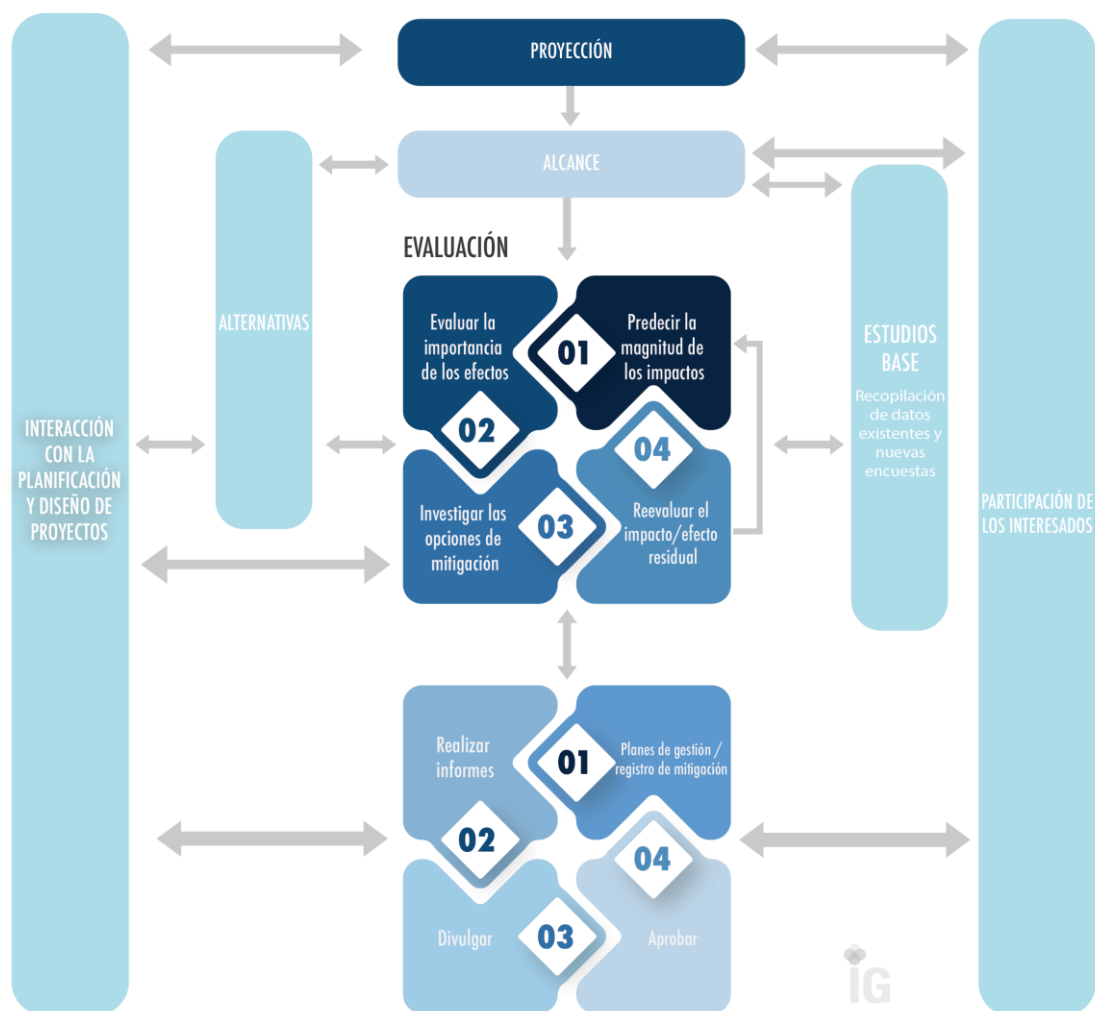 PROYECCIÓN
ALCANCE
EVALUACIÓN
ALTERNATIVAS
INTERACCIÓN
CON LA
PLANIFICACIÓN
Y DISEÑO DE
PROYECTOS
Evaluar la
importancia
de los efectos
01
Predecir la
magnitud de
los impactos
02
04
Investigar las
opciones de
mitigación
03
Reevaluar el
impacto/efecto
residual
ESTUDIOS
BASE
Recopilación
de datos
existentes y
nuevas
encuestas
PARTICIPACIÓN DE
LOS INTERESADOS
Realizar
informes
01
Planes de gestión /
registro de mitigación
02
04
Divulgar
03
Aprobar
IG